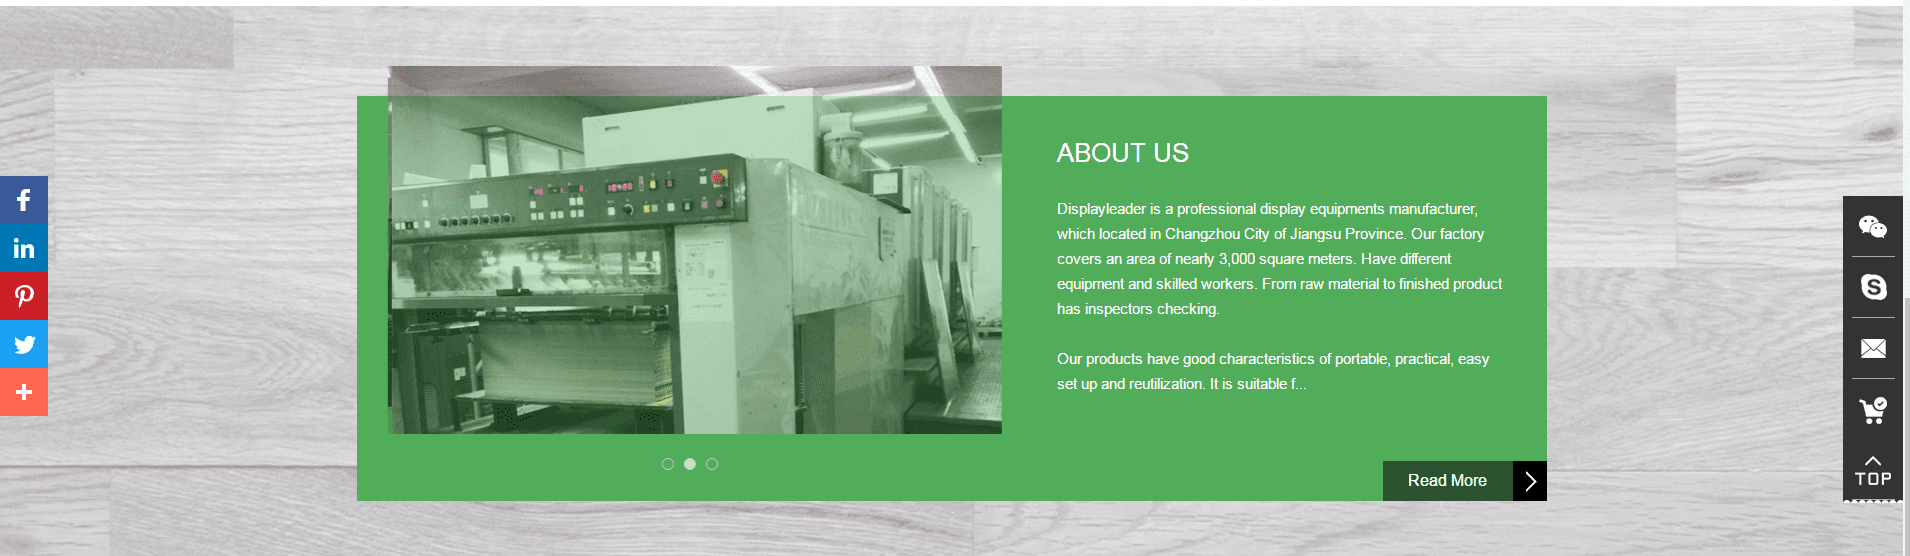 ABOUT US
Displayleader is a professional display equipments manufacturer,
which located in Changzhou City of Jiangsu Province. Our factory
covers an area of nearly 3,000 square meters. Have different
equipment and skilled workers. From raw material to finished product
has inspectors checking.
Our products have good characteristics of portable, practical, easy
set up and reutilization. It is suitable f...
Read More
TOP